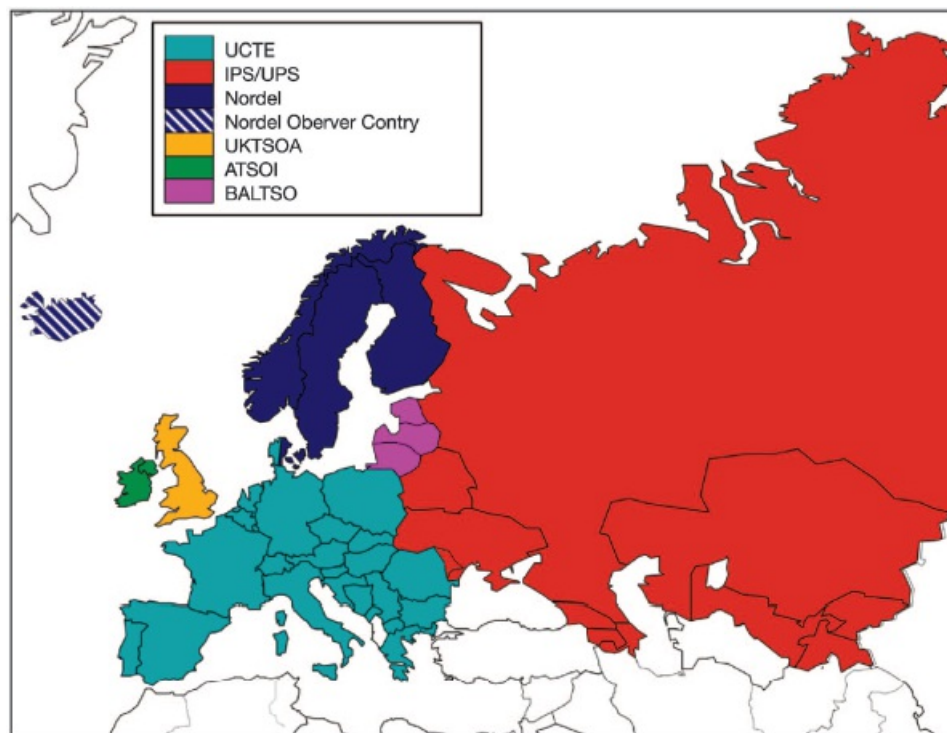 UCTE
IPS/UPS
Nordel
Nordel Oberver Contry
UKTSOA
ATSOI
BALTSO